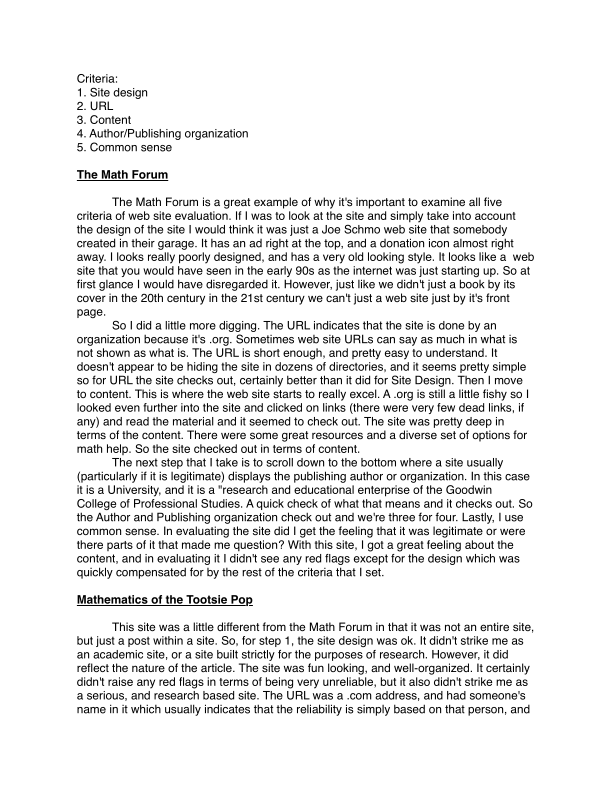 Criteria:
1. Site design
2. URL
3. Content
4. Author/Publishing organization
5. Common sense
The Math Forum
The Math Forum is a great example of why it's important to examine all five
criteria of web site evaluation. If I was to look at the site and simply take into account
the design of the site I would think it was just a Joe Schmo web site that somebody
created in their garage. It has an ad right at the top, and a donation icon almost right
away. I looks really poorly designed, and has a very old looking style. It looks like a  web
site that you would have seen in the early 90s as the internet was just starting up. So at
first glance I would have disregarded it. However, just like we didn't just a book by its
cover in the 20th century in the 21st century we can't just a web site just by it's front
page.
So I did a little more digging. The URL indicates that the site is done by an
organization because it's .org. Sometimes web site URLs can say as much in what is
not shown as what is. The URL is short enough, and pretty easy to understand. It
doesn't appear to be hiding the site in dozens of directories, and it seems pretty simple
so for URL the site checks out, certainly better than it did for Site Design. Then I move
to content. This is where the web site starts to really excel. A .org is still a little fishy so I
looked even further into the site and clicked on links (there were very few dead links, if
any) and read the material and it seemed to check out. The site was pretty deep in
terms of the content. There were some great resources and a diverse set of options for
math help. So the site checked out in terms of content.
The next step that I take is to scroll down to the bottom where a site usually
(particularly if it is legitimate) displays the publishing author or organization. In this case
it is a University, and it is a "research and educational enterprise of the Goodwin
College of Professional Studies. A quick check of what that means and it checks out. So
the Author and Publishing organization check out and we're three for four. Lastly, I use
common sense. In evaluating the site did I get the feeling that it was legitimate or were
there parts of it that made me question? With this site, I got a great feeling about the
content, and in evaluating it I didn't see any red flags except for the design which was
quickly compensated for by the rest of the criteria that I set.
Mathematics of the Tootsie Pop
This site was a little different from the Math Forum in that it was not an entire site,
but just a post within a site. So, for step 1, the site design was ok. It didn't strike me as
an academic site, or a site built strictly for the purposes of research. However, it did
reflect the nature of the article. The site was fun looking, and well-organized. It certainly
didn't raise any red flags in terms of being very unreliable, but it also didn't strike me as
a serious, and research based site. The URL was a .com address, and had someone's
name in it which usually indicates that the reliability is simply based on that person, and